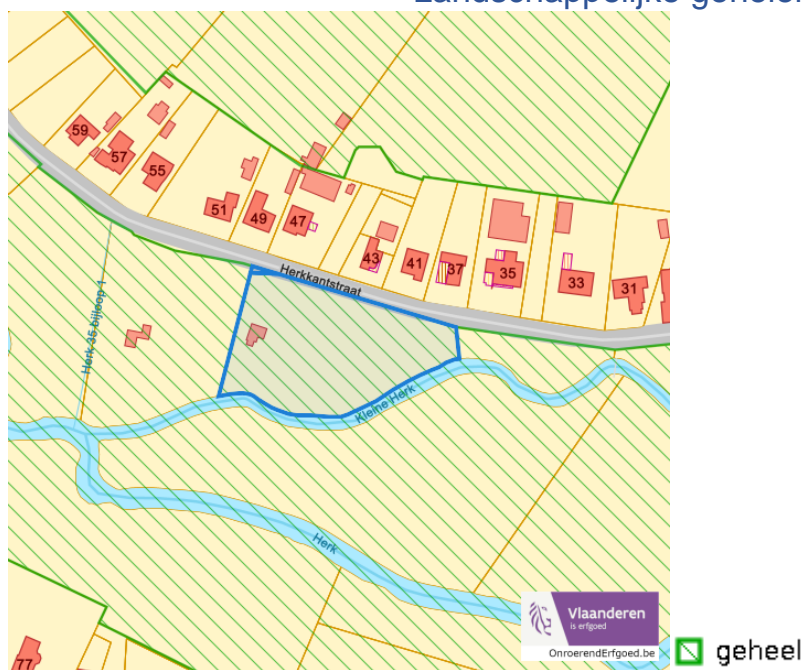 Landschappelijke gehelen
59
57
55
51
49
47
43
41
37
35
33
31
Herkkantstraat
Herk 35 bijloop 1
Kleine Herk
Herk
77
Vlaanderen
is erfgoed
OnroerendErfgoed.be
geheel